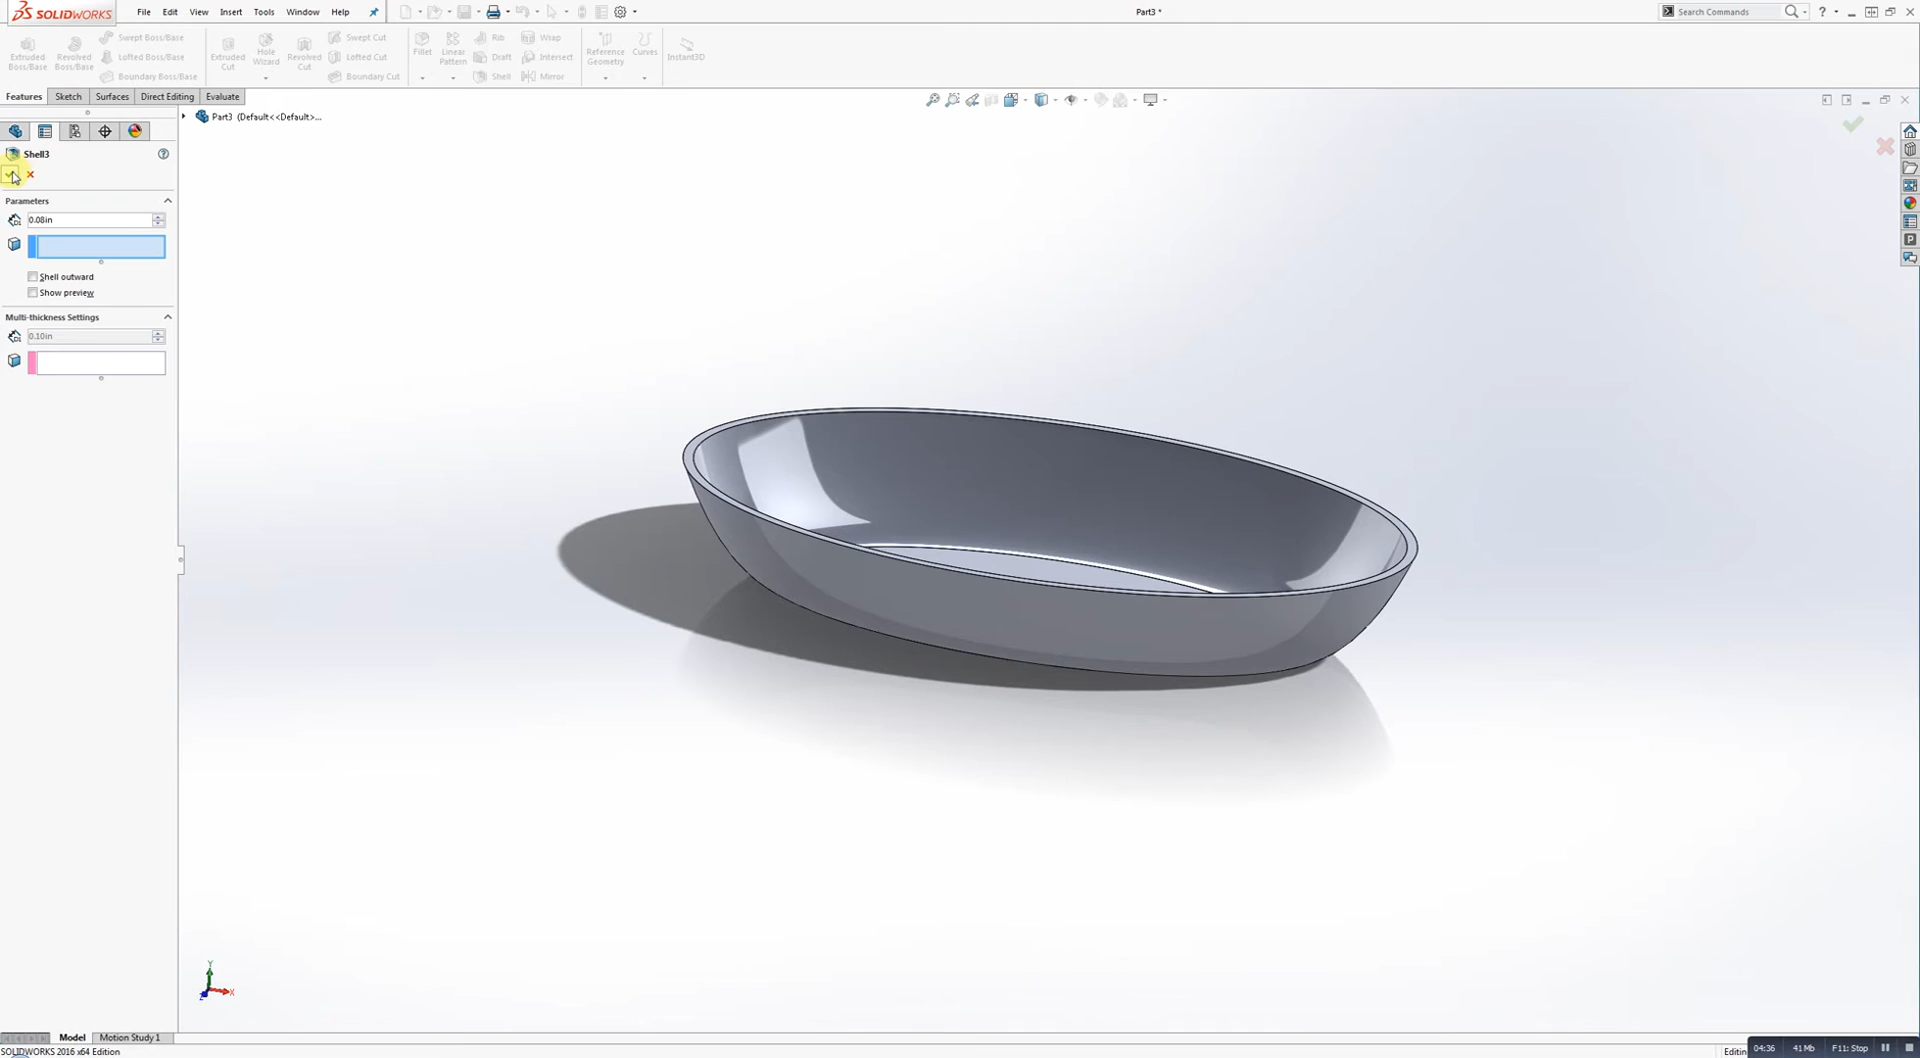 SOLIDWORKS File Edit View Insert Tools Window Help Part3 * Search Commands ?
Extruded Boss/Base
Revolved Boss/Base
Swept Boss/Base
Lofted Boss/Base
Boundary Boss/Base
Extruded Cut
Hole Wizard
Revolved Cut
Swept Cut
Lofted Cut
Boundary Cut
Fillet
Linear Pattern
Rib
Draft
Shell
Wrap
Intersect
Mirror
Reference Geometry
Curves
Instant3D
Features Sketch Surfaces Direct Editing Evaluate
Part3 (Default<<Default>...
Shell3 ?
Parameters
0.08in
Shell outward
Show preview
Multi-thickness Settings
0.10in
Y
X
Z
Model Motion Study 1
SOLIDWORKS 2016 x64 Edition
Editin
04:36 41 Mb F11: Stop